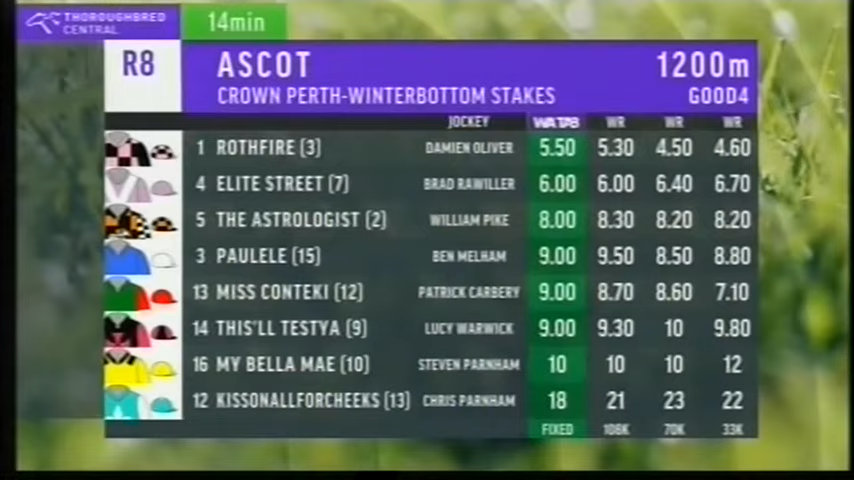 THOROUGHBRED
CENTRAL
14min
R8
ASCOT 1200m
CROWN PERTH-WINTERBOTTOM STAKES GOOD4
JOCKEY WATAB WR WR WR
1 ROTHFIRE (3) DAMIEN OLIVER 5.50 5.30 4.50 4.60
4 ELITE STREET (7) BRAD RAWILLER 6.00 6.00 6.40 6.70
5 THE ASTROLOGIST (2) WILLIAM PIKE 8.00 8.30 8.20 8.20
3 PAULELE (15) BEN MELHAM 9.00 9.50 8.50 8.80
13 MISS CONTEKI (12) PATRICK CARBERY 9.00 8.70 8.60 7.10
14 THIS'LL TESTYA (9) LUCY WARWICK 9.00 9.30 10 9.80
16 MY BELLA MAE (10) STEVEN PARNHAM 10 10 10 12
12 KISSONALLFORCHEEKS (13) CHRIS PARNHAM 18 21 23 22
FIXED 108K 70K 33K